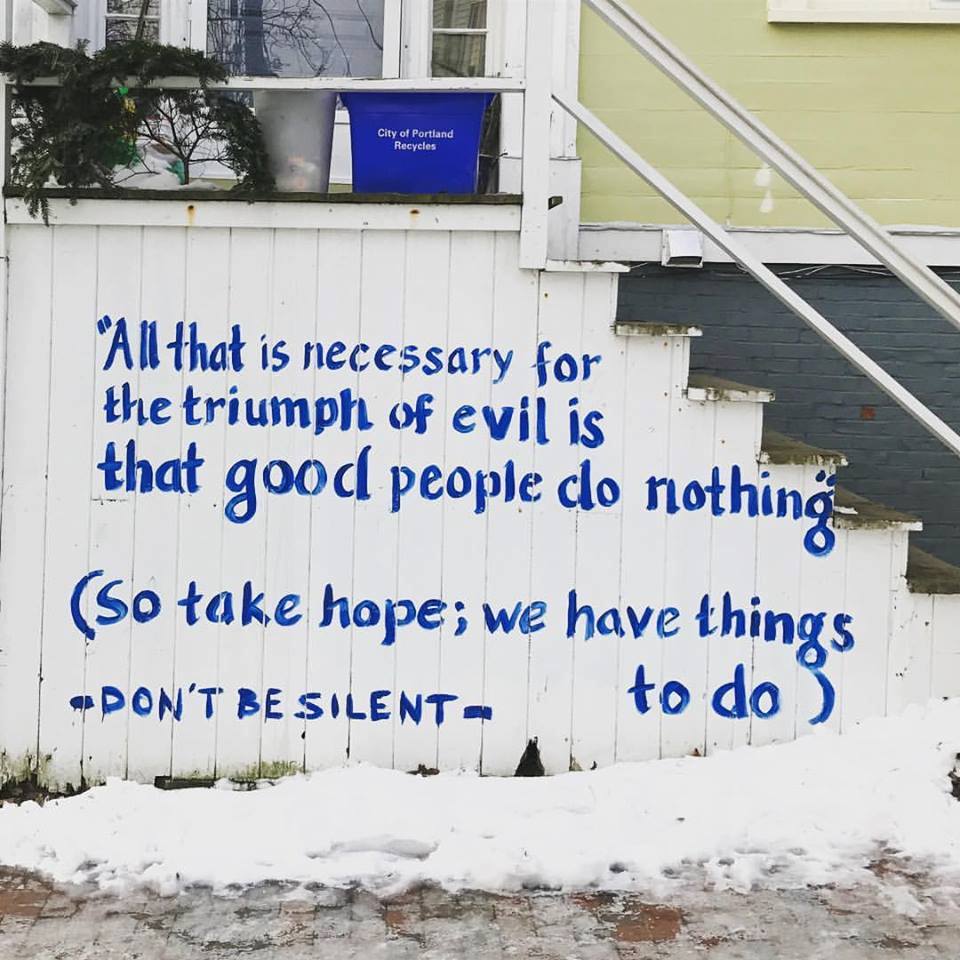 City of Portland
Recycles
"All that is necessary for
the triumph of evil is
that good people do nothing"
(So take hope; we have things
to do)
-DON'T BE SILENT-